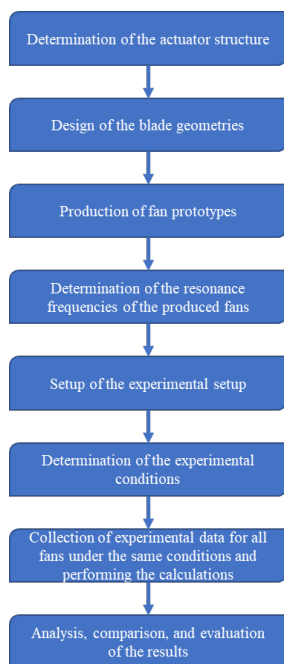 Determination of the actuator structure
Design of the blade geometries
Production of fan prototypes
Determination of the resonance
frequencies of the produced fans
Setup of the experimental setup
Determination of the experimental
conditions
Collection of experimental data for all
fans under the same conditions and
performing the calculations
Analysis, comparison, and evaluation
of the results